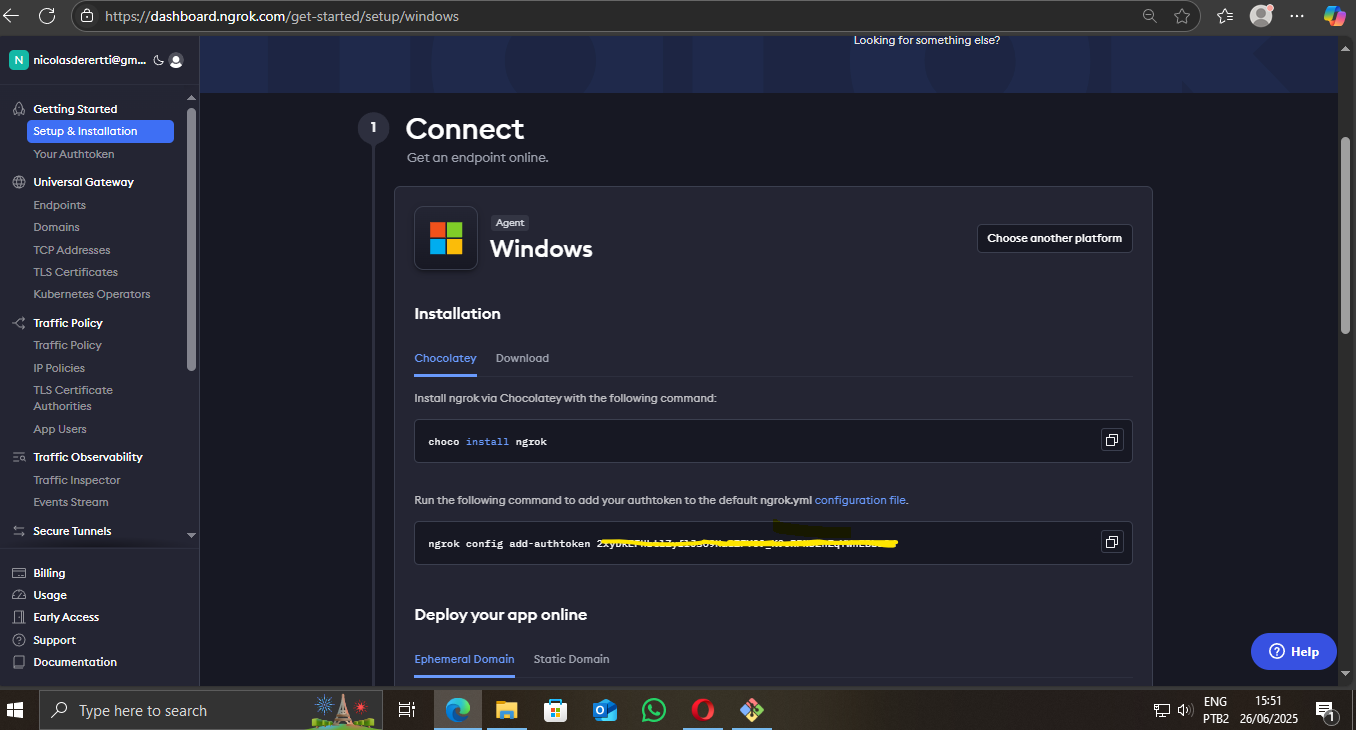 https://dashboard.ngrok.com/get-started/setup/windows
N nicolasderertti@gm...
Looking for something else?
Getting Started
Setup & Installation
Your Authtoken
Universal Gateway
Endpoints
Domains
TCP Addresses
TLS Certificates
Kubernetes Operators
Traffic Policy
Traffic Policy
IP Policies
TLS Certificate
Authorities
App Users
Traffic Observability
Traffic Inspector
Events Stream
Secure Tunnels
Billing
Usage
Early Access
Support
Documentation
1
Connect
Get an endpoint online.
Agent
Windows
Choose another platform
Installation
Chocolatey Download
Install ngrok via Chocolatey with the following command:
choco install ngrok
Run the following command to add your authtoken to the default ngrok.yml configuration file.
ngrok config add-authtoken
Deploy your app online
Ephemeral Domain Static Domain
Help
Type here to search
ENG
PTB2
15:51
26/06/2025
1